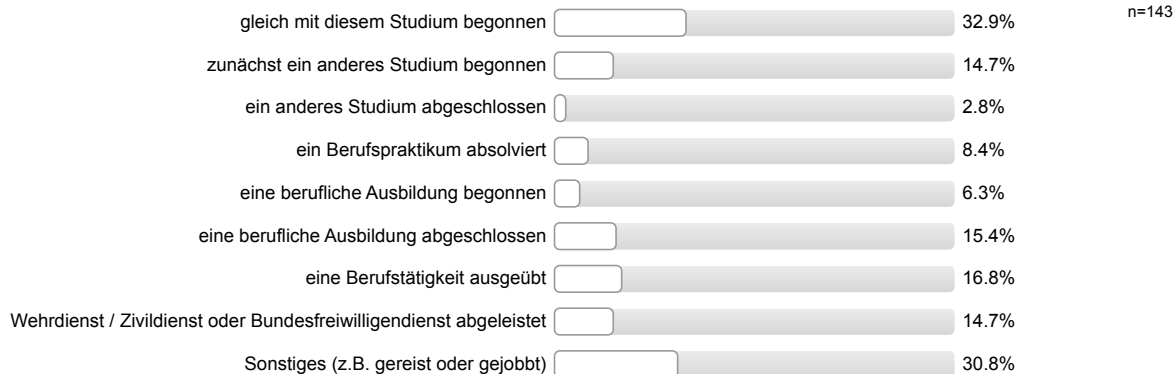 n=143
gleich mit diesem Studium begonnen 32.9%
zunächst ein anderes Studium begonnen 14.7%
ein anderes Studium abgeschlossen 2.8%
ein Berufspraktikum absolviert 8.4%
eine berufliche Ausbildung begonnen 6.3%
eine berufliche Ausbildung abgeschlossen 15.4%
eine Berufstätigkeit ausgeübt 16.8%
Wehrdienst / Zivildienst oder Bundesfreiwilligendienst abgeleistet 14.7%
Sonstiges (z.B. gereist oder gejobbt) 30.8%